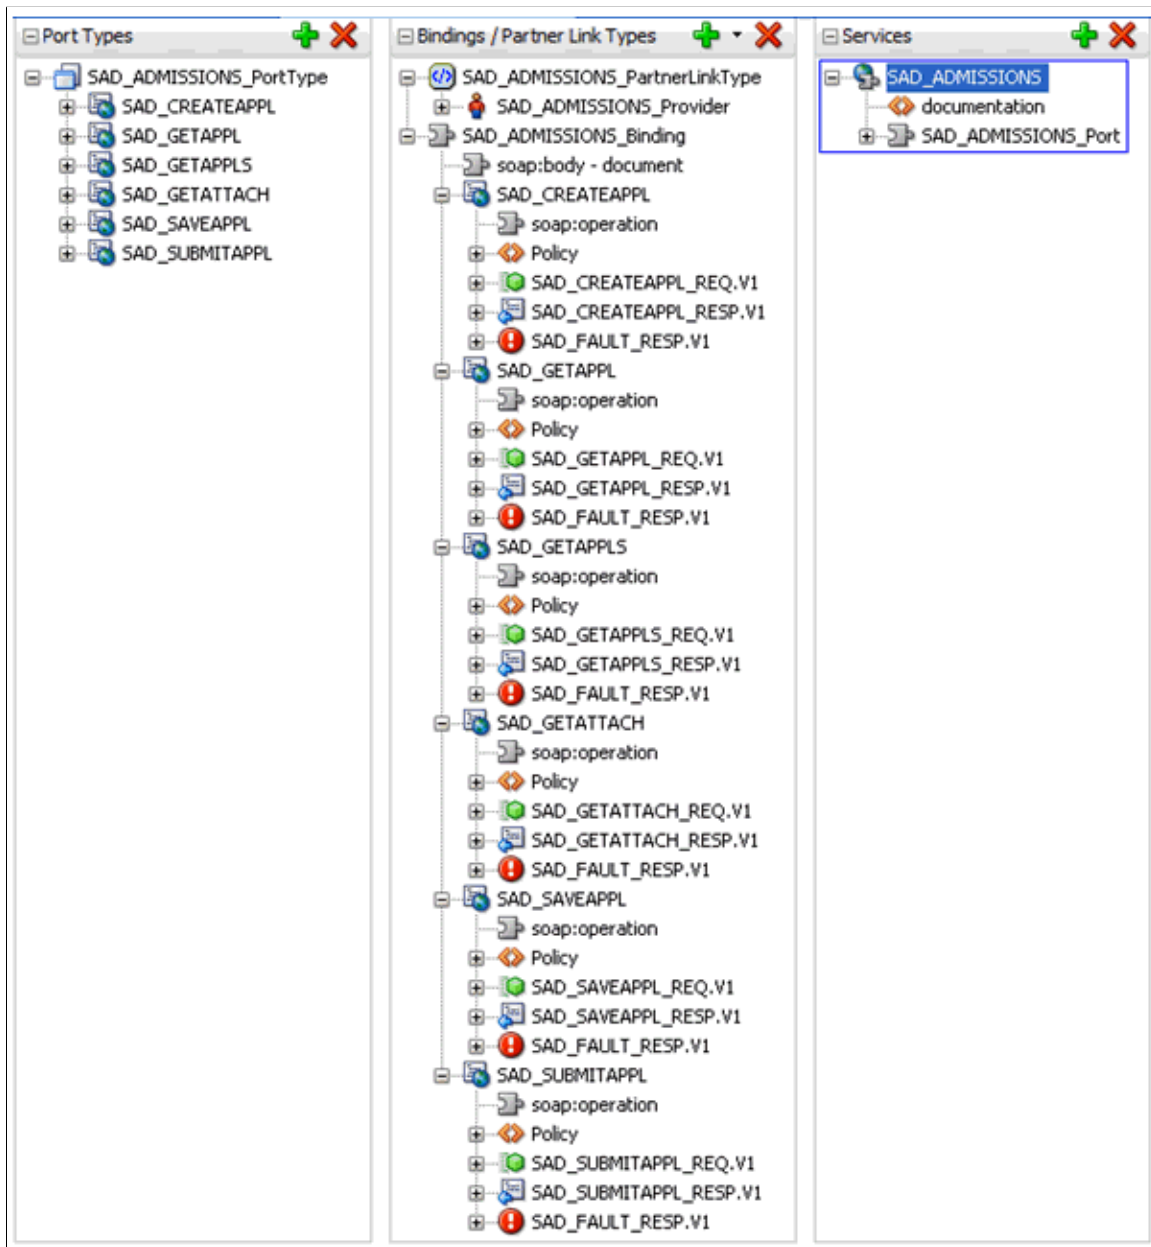 Port Types
SAD_ADMISSIONS_PortType
SAD_CREATEAPPL
SAD_GETAPPL
SAD_GETAPPLS
SAD_GETATTACH
SAD_SAVEAPPL
SAD_SUBMITAPPL
Bindings / Partner Link Types
SAD_ADMISSIONS_PartnerLinkType
SAD_ADMISSIONS_Provider
SAD_ADMISSIONS_Binding
soap:body - document
SAD_CREATEAPPL
soap:operation
Policy
SAD_CREATEAPPL_REQ.V1
SAD_CREATEAPPL_RESP.V1
SAD_FAULT_RESP.V1
SAD_GETAPPL
soap:operation
Policy
SAD_GETAPPL_REQ.V1
SAD_GETAPPL_RESP.V1
SAD_FAULT_RESP.V1
SAD_GETAPPLS
soap:operation
Policy
SAD_GETAPPLS_REQ.V1
SAD_GETAPPLS_RESP.V1
SAD_FAULT_RESP.V1
SAD_GETATTACH
soap:operation
Policy
SAD_GETATTACH_REQ.V1
SAD_GETATTACH_RESP.V1
SAD_FAULT_RESP.V1
SAD_SAVEAPPL
soap:operation
Policy
SAD_SAVEAPPL_REQ.V1
SAD_SAVEAPPL_RESP.V1
SAD_FAULT_RESP.V1
SAD_SUBMITAPPL
soap:operation
Policy
SAD_SUBMITAPPL_REQ.V1
SAD_SUBMITAPPL_RESP.V1
SAD_FAULT_RESP.V1
Services
SAD_ADMISSIONS
documentation
SAD_ADMISSIONS_Port